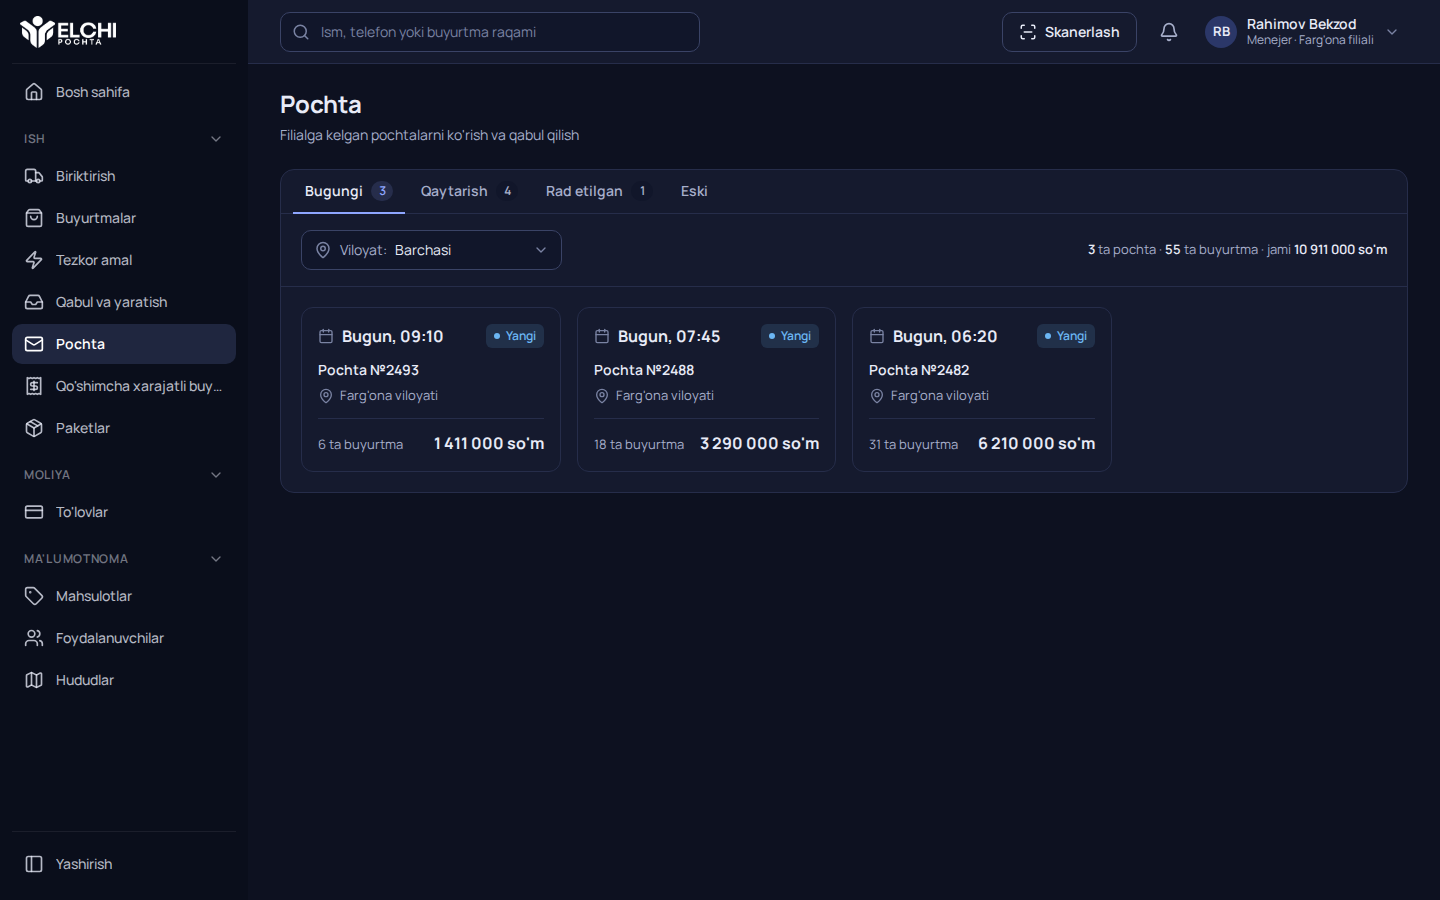 ELCHI
POCHTA
Ism, telefon yoki buyurtma raqami
Skanerlash
RB
Rahimov Bekzod
Menejer · Farg'ona filiali
Bosh sahifa
ISH
Biriktirish
Buyurtmalar
Tezkor amal
Qabul va yaratish
Pochta
Qo'shimcha xarajatli buy...
Paketlar
MOLIYA
To'lovlar
MA'LUMOTNOMA
Mahsulotlar
Foydalanuvchilar
Hududlar
Yashirish
Pochta
Filialga kelgan pochtalarni ko'rish va qabul qilish
Bugungi 3 Qaytarish 4 Rad etilgan 1 Eski
Viloyat: Barchasi
3 ta pochta · 55 ta buyurtma · jami 10 911 000 so'm
Bugun, 09:10 Yangi
Pochta №2493
Farg'ona viloyati
6 ta buyurtma 1 411 000 so'm
Bugun, 07:45 Yangi
Pochta №2488
Farg'ona viloyati
18 ta buyurtma 3 290 000 so'm
Bugun, 06:20 Yangi
Pochta №2482
Farg'ona viloyati
31 ta buyurtma 6 210 000 so'm